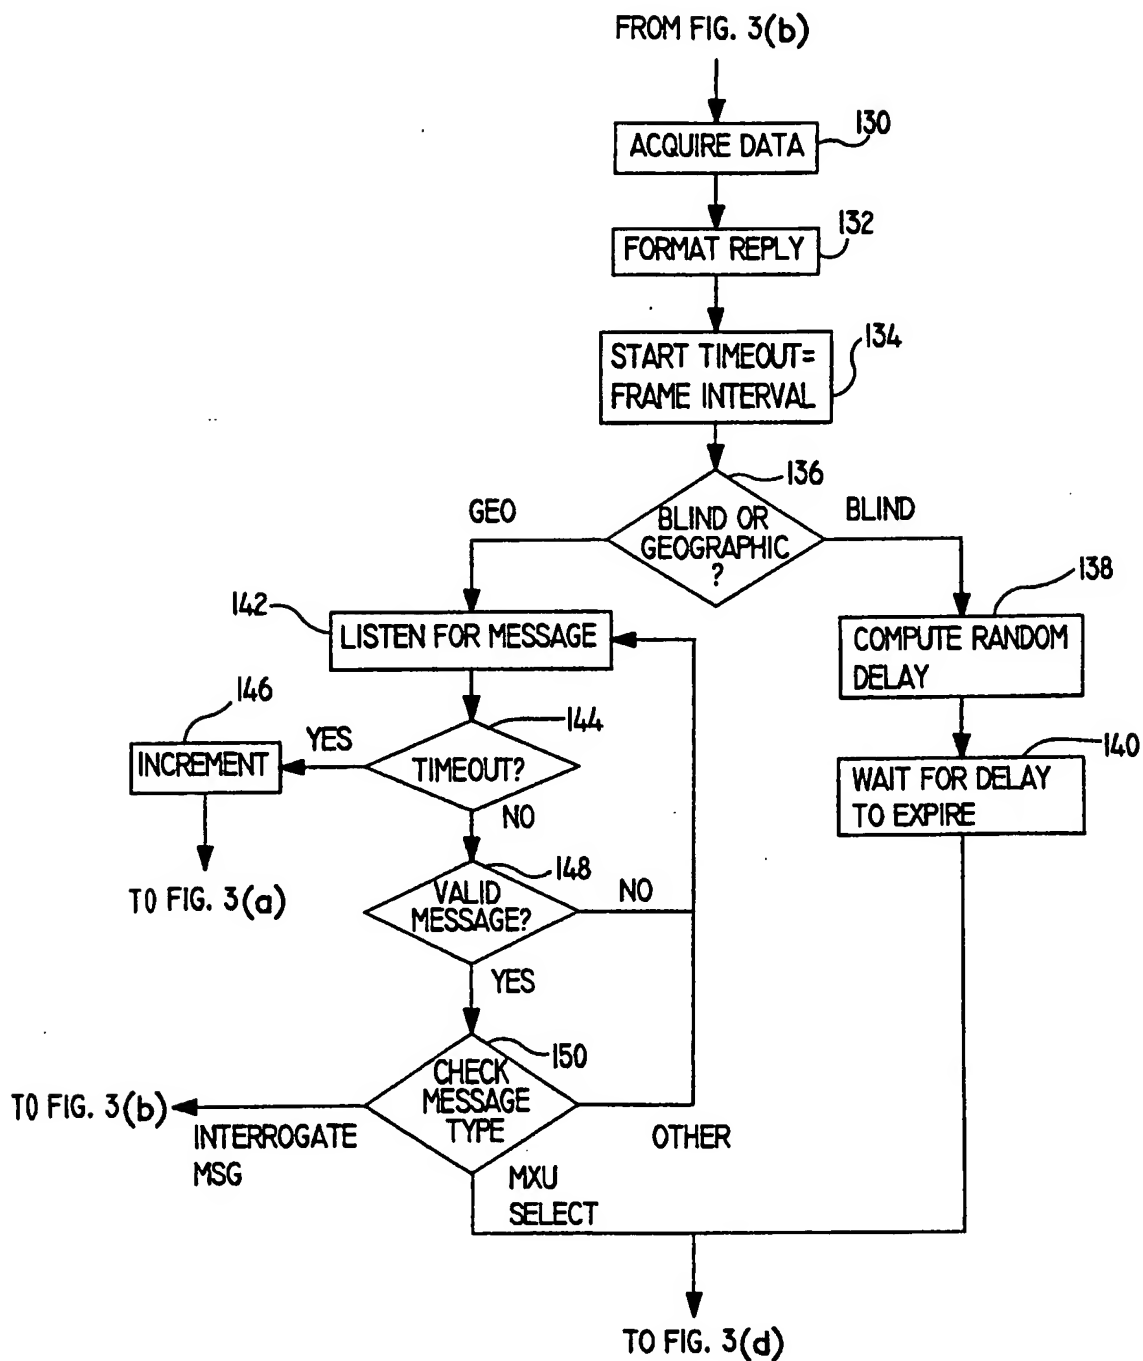 FROM FIG. 3(b)
130
ACQUIRE DATA
132
FORMAT REPLY
134
START TIMEOUT=
FRAME INTERVAL
136
GEO
BLIND OR
GEOGRAPHIC
?
BLIND
138
142
LISTEN FOR MESSAGE
COMPUTE RANDOM
DELAY
146
144
YES
INCREMENT
TIMEOUT?
140
WAIT FOR DELAY
TO EXPIRE
NO
148
TO FIG. 3(a)
VALID
MESSAGE?
NO
YES
150
CHECK
MESSAGE
TYPE
TO FIG. 3(b)
INTERROGATE
MSG
OTHER
MXU
SELECT
TO FIG. 3(d)